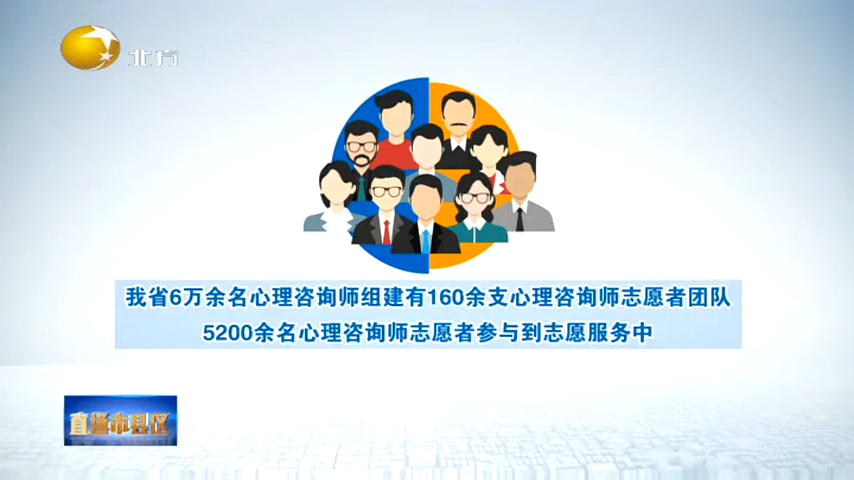 北方
我省6万余名心理咨询师组建有160余支心理咨询师志愿者团队
5200余名心理咨询师志愿者参与到志愿服务中
直通市县区